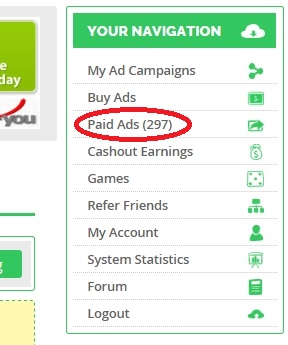 e
day
you
g
YOUR NAVIGATION
My Ad Campaigns
Buy Ads
Paid Ads (297)
Cashout Earnings
Games
Refer Friends
My Account
System Statistics
Forum
Logout